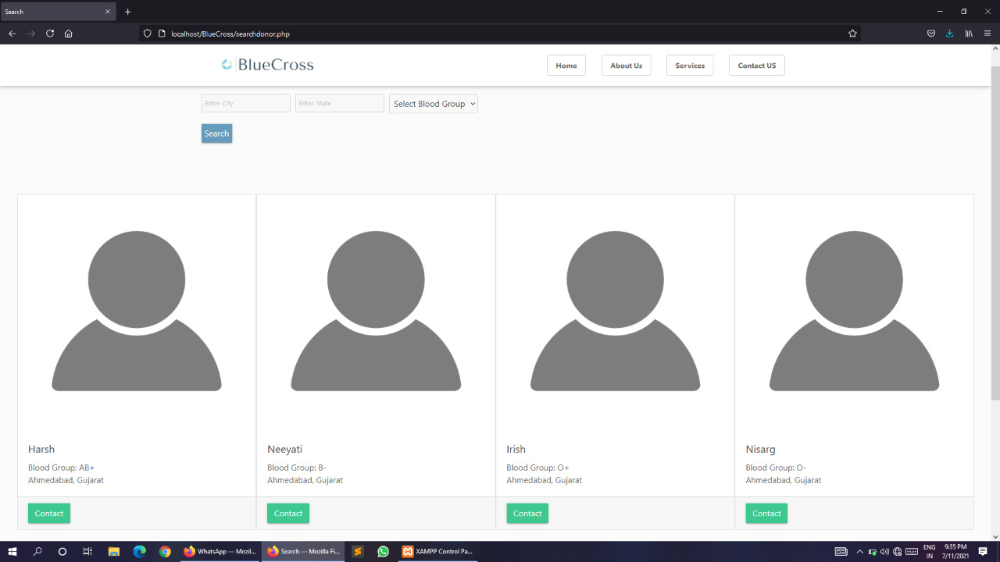 Search
localhost/BlueCross/searchdonor.php
BlueCross
Home
About Us
Services
Contact US
Enter City
Enter State
Select Blood Group
Search
Harsh
Blood Group: AB+
Ahmedabad, Gujarat
Contact
Neeyati
Blood Group: B-
Ahmedabad, Gujarat
Contact
Irish
Blood Group: O+
Ahmedabad, Gujarat
Contact
Nisarg
Blood Group: O-
Ahmedabad, Gujarat
Contact
WhatsApp — Mozil...
Search — Mozilla Fi...
XAMPP Control Pa...
ENG
IN
9:35 PM
7/11/2021